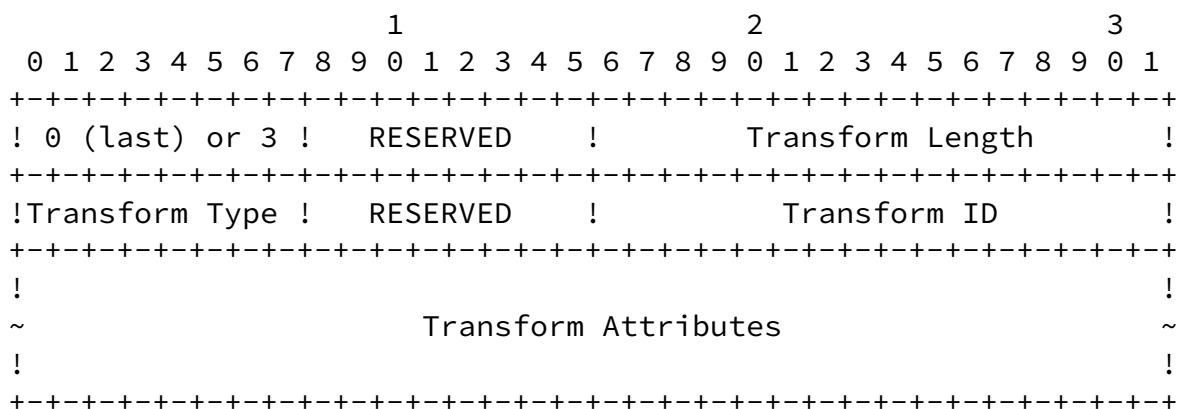 1                   2                   3
 0 1 2 3 4 5 6 7 8 9 0 1 2 3 4 5 6 7 8 9 0 1 2 3 4 5 6 7 8 9 0 1
+-+-+-+-+-+-+-+-+-+-+-+-+-+-+-+-+-+-+-+-+-+-+-+-+-+-+-+-+-+-+-+-+
! 0 (last) or 3 !   RESERVED    !        Transform Length       !
+-+-+-+-+-+-+-+-+-+-+-+-+-+-+-+-+-+-+-+-+-+-+-+-+-+-+-+-+-+-+-+-+
!Transform Type !   RESERVED    !          Transform ID         !
+-+-+-+-+-+-+-+-+-+-+-+-+-+-+-+-+-+-+-+-+-+-+-+-+-+-+-+-+-+-+-+-+
!                                                               !
~                      Transform Attributes                     ~
!                                                               !
+-+-+-+-+-+-+-+-+-+-+-+-+-+-+-+-+-+-+-+-+-+-+-+-+-+-+-+-+-+-+-+-+